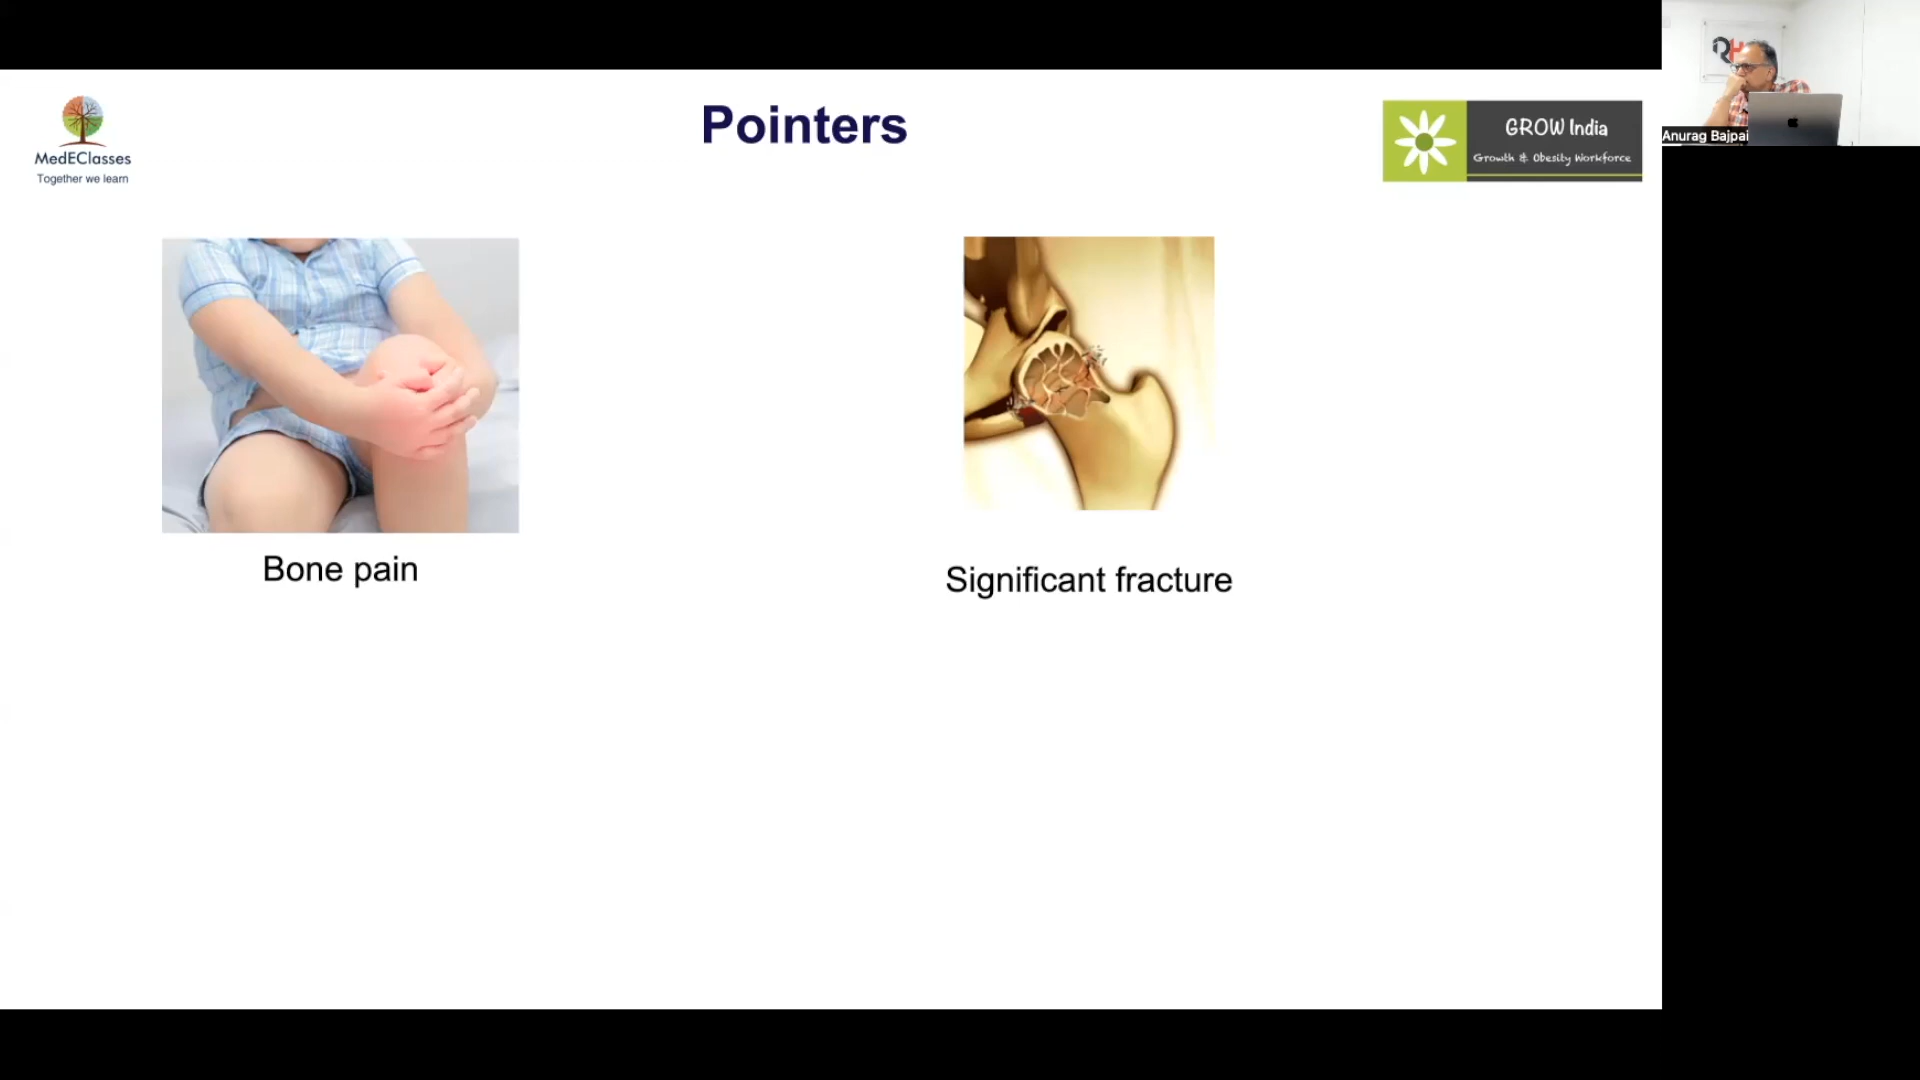 Pointers
MedEClasses
Together we learn
GROW India
Growth & Obesity Workforce
Anurag Bajpai
Bone pain
Significant fracture